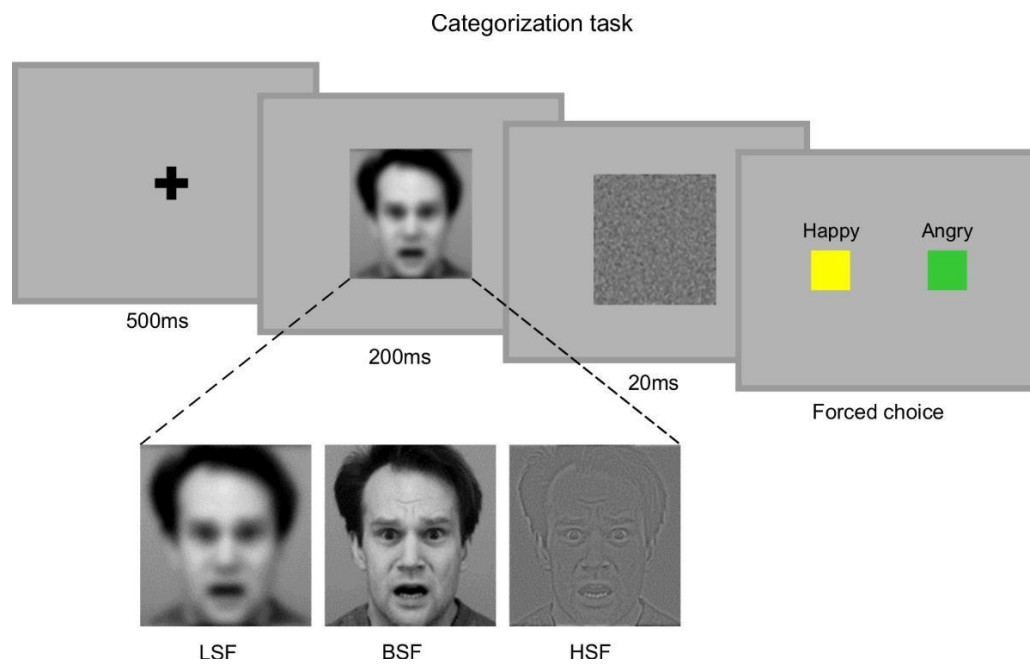 Categorization task
500ms
200ms
20ms
Happy Angry
Forced choice
LSF BSF HSF